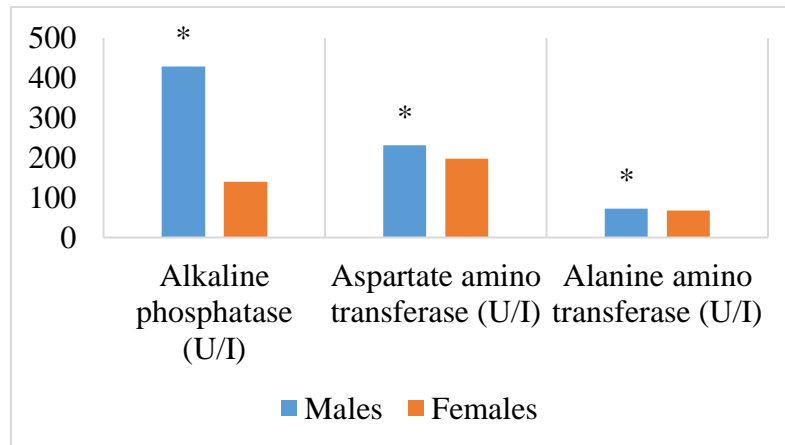 500
400
300
200
100
0
*
*
*
Alkaline
phosphatase
(U/I)
Aspartate amino
transferase (U/I)
Alanine amino
transferase (U/I)
Males
Females